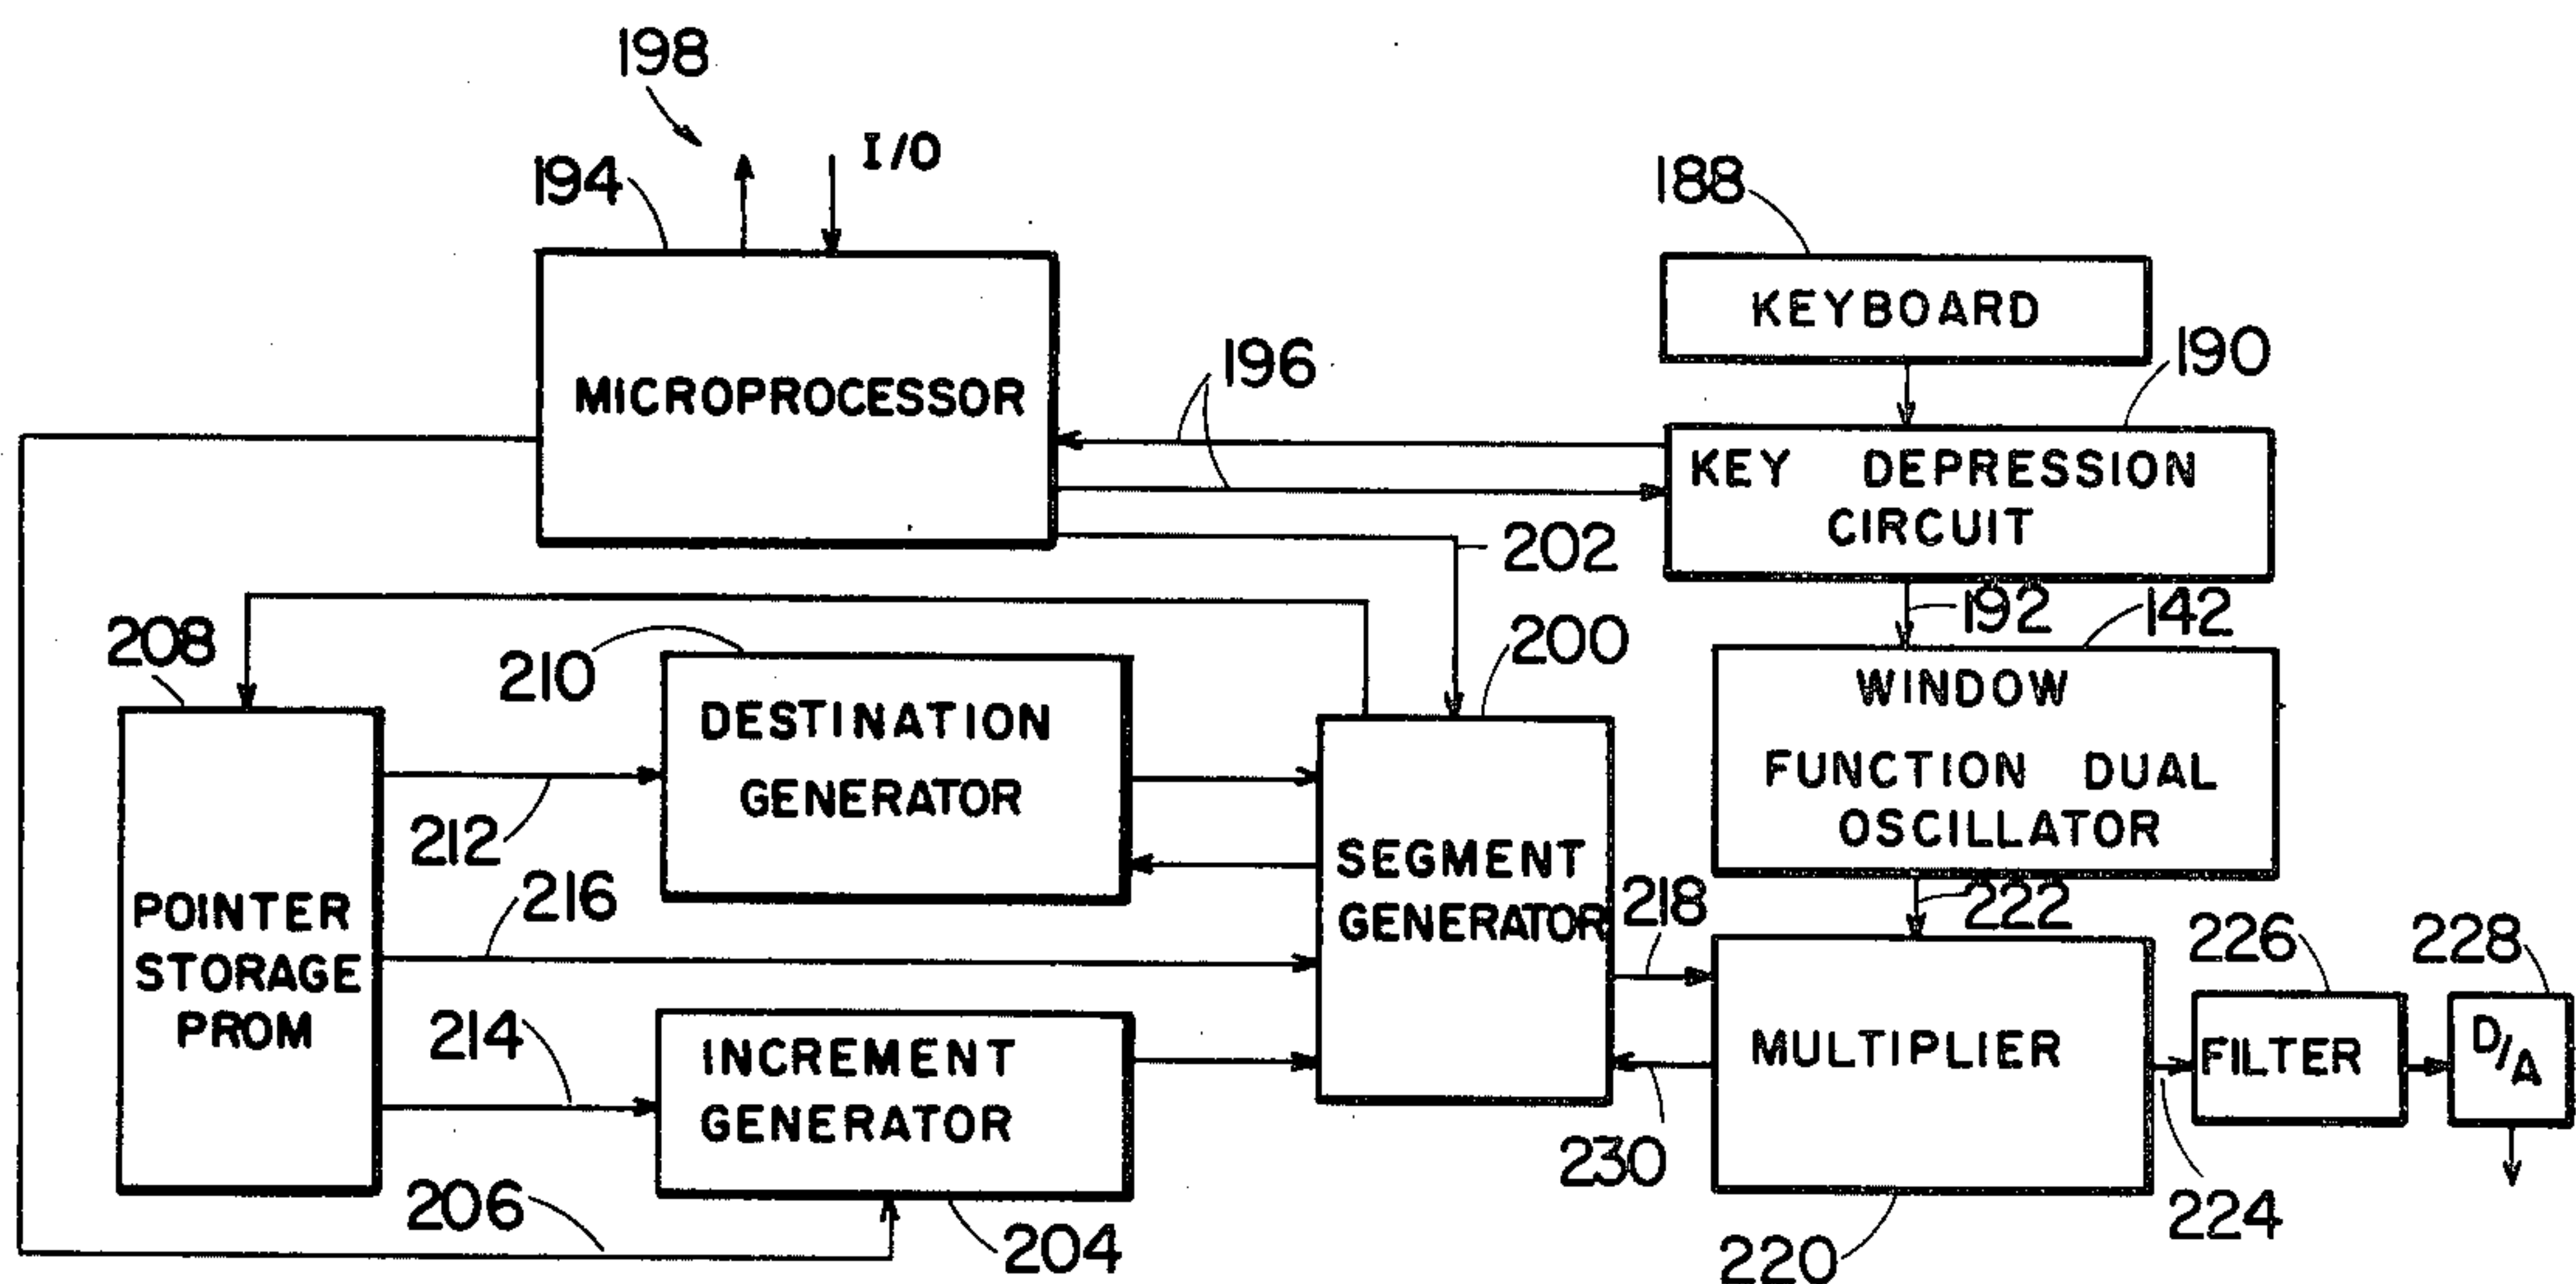 198
I/O
194
188
MICROPROCESSOR
KEYBOARD
196
190
KEY DEPRESSION
CIRCUIT
202
192
142
208
210
200
WINDOW
FUNCTION DUAL
OSCILLATOR
DESTINATION
GENERATOR
212
216
SEGMENT
GENERATOR
218
222
226
228
POINTER
STORAGE
PROM
214
INCREMENT
GENERATOR
MULTIPLIER
FILTER
D/A
230
206
204
220
224